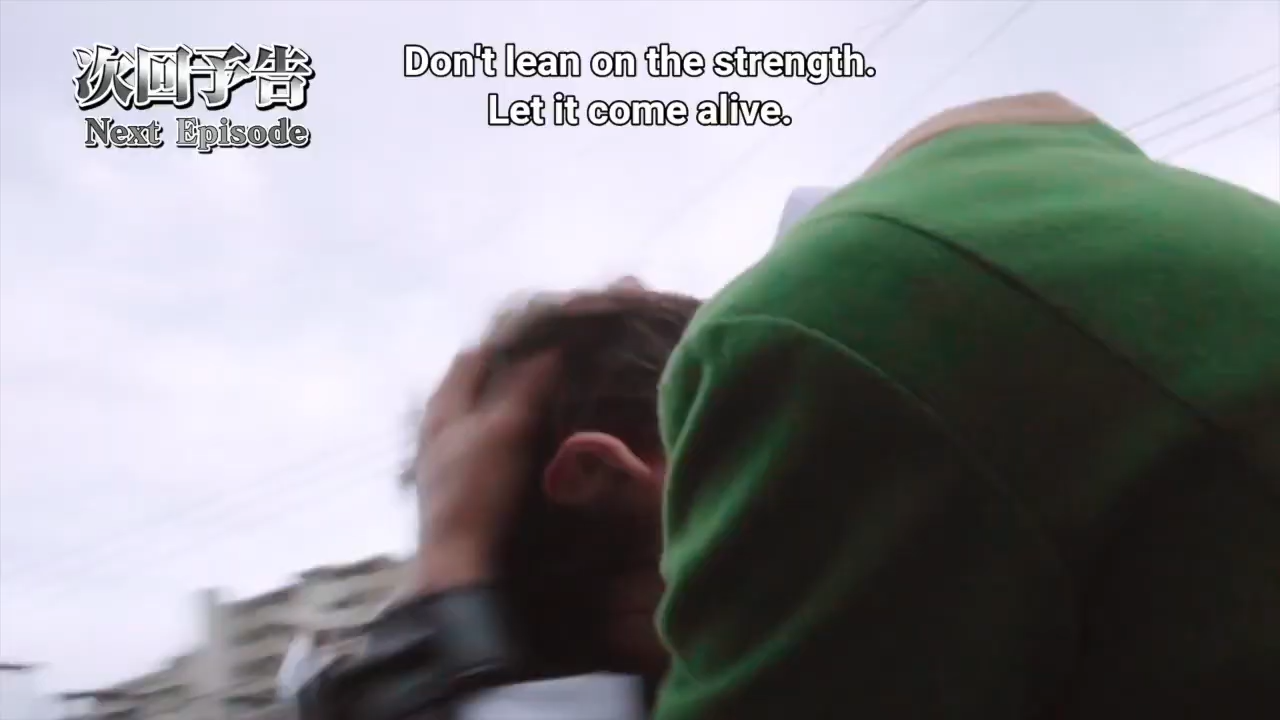 次回予告
Next Episode
Don't lean on the strength.
Let it come alive.